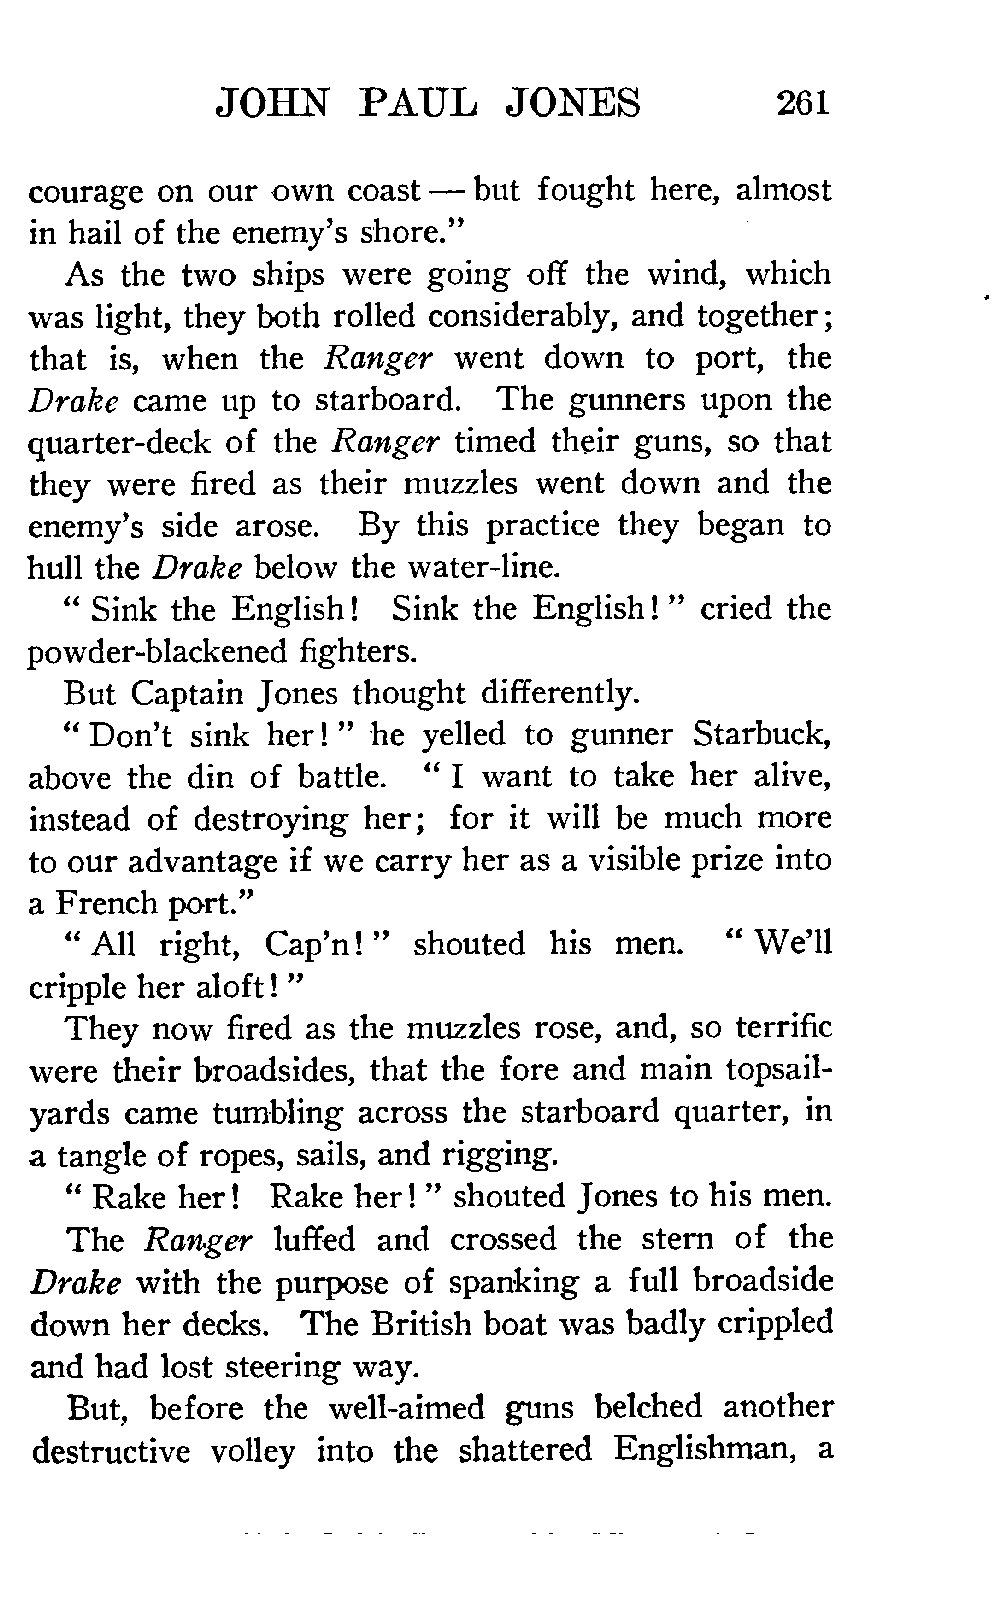 JOHN PAUL JONES 261
courage on our own coast — but fought here, almost
in hail of the enemy's shore."
As the two ships were going off the wind, which
was light, they both rolled considerably, and together;
that is, when the Ranger went down to port, the
Drake came up to starboard. The gunners upon the
quarter-deck of the Ranger timed their guns, so that
they were fired as their muzzles went down and the
enemy's side arose. By this practice they began to
hull the Drake below the water-line.
" Sink the English! Sink the English! " cried the
powder-blackened fighters.
But Captain Jones thought differently.
" Don't sink her! " he yelled to gunner Starbuck,
above the din of battle. " I want to take her alive,
instead of destroying her; for it will be much more
to our advantage if we carry her as a visible prize into
a French port."
" All right, Cap'n! " shouted his men. " We'll
cripple her aloft! "
They now fired as the muzzles rose, and, so terrific
were their broadsides, that the fore and main topsail-
yards came tumbling across the starboard quarter, in
a tangle of ropes, sails, and rigging.
" Rake her! Rake her! " shouted Jones to his men.
The Ranger luffed and crossed the stern of the
Drake with the purpose of spanking a full broadside
down her decks. The British boat was badly crippled
and had lost steering way.
But, before the well-aimed guns belched another
destructive volley into the shattered Englishman, a